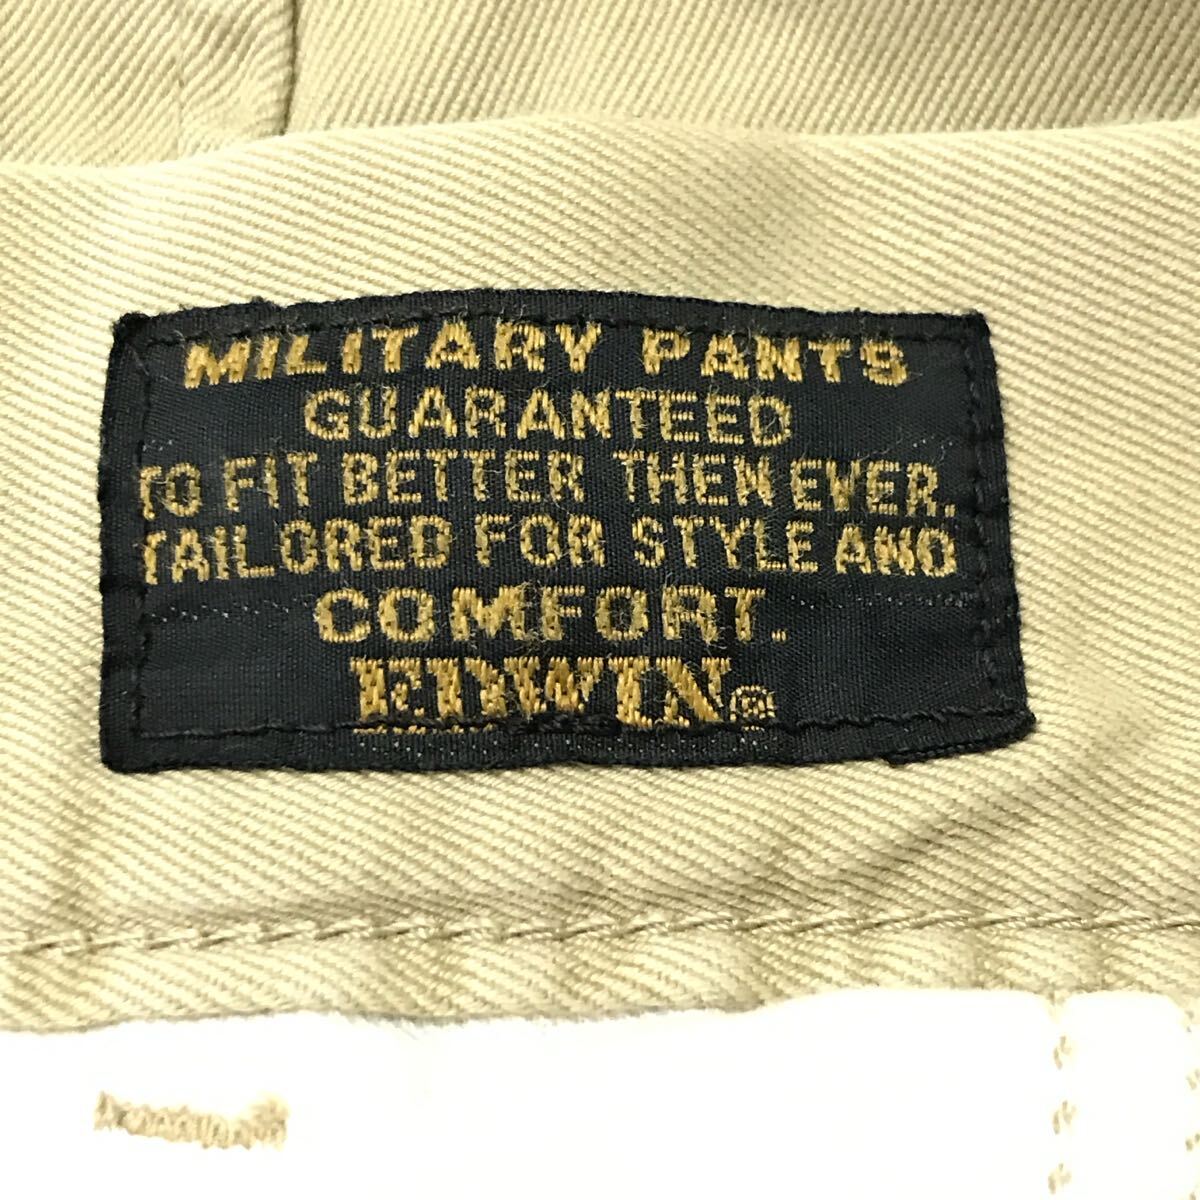 MILITARY PANTS
GUARANTEED
TO FIT BETTER THEN EVER.
TAILORED FOR STYLE AND
COMFORT.
EDWIN®